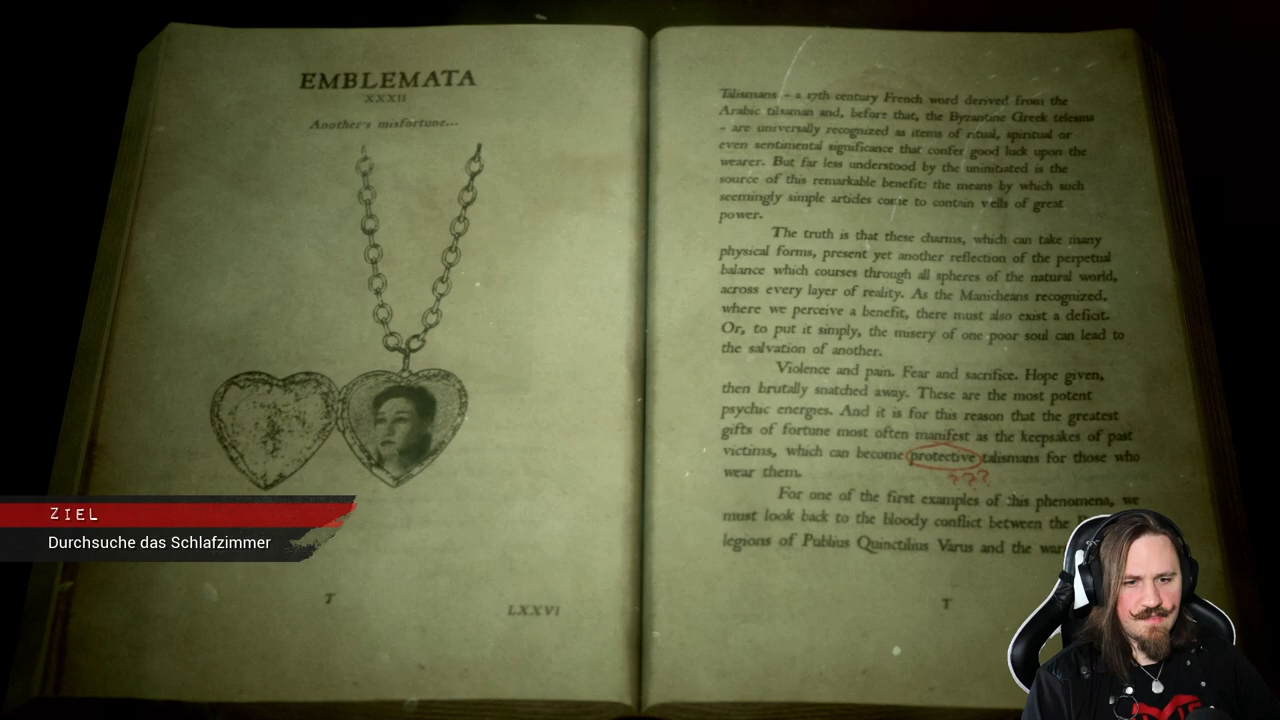 EMBLEMATA
XXXII
Another's misfortune...
T
LXXVI
Talismans - a 17th century French word derived from the
Arabic tilsaman and, before that, the Byzantine Greek telesma
- are universally recognized as items of ritual, spiritual or
even sentimental significance that confer good luck upon the
wearer. But far less understood by the uninitiated is the
source of this remarkable benefit: the means by which such
seemingly simple articles come to contain wells of great
power.
The truth is that these charms, which can take many
physical forms, present yet another reflection of the perpetual
balance which courses through all spheres of the natural world,
across every layer of reality. As the Manicheans recognized,
where we perceive a benefit, there must also exist a deficit.
Or, to put it simply, the misery of one poor soul can lead to
the salvation of another.
Violence and pain. Fear and sacrifice. Hope given,
then brutally snatched away. These are the most potent
psychic energies. And it is for this reason that the greatest
gifts of fortune most often manifest as the keepsakes of past
victims, which can become protective talismans for those who
wear them.
???
For one of the first examples of this phenomena, we
must look back to the bloody conflict between the
legions of Publius Quinctilius Varus and the
T
ZIEL
Durchsuche das Schlafzimmer